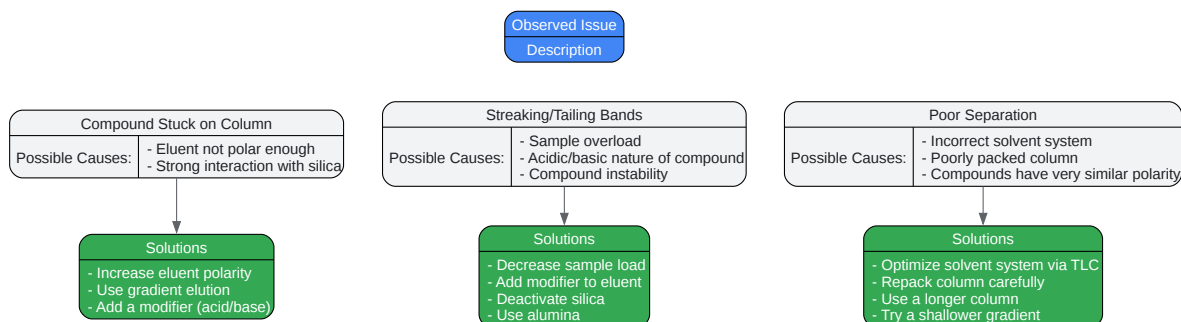 Observed Issue
Description
Compound Stuck on Column
Possible Causes:
- Eluent not polar enough
- Strong interaction with silica
Solutions
- Increase eluent polarity
- Use gradient elution
- Add a modifier (acid/base)
Streaking/Tailing Bands
Possible Causes:
- Sample overload
- Acidic/basic nature of compound
- Compound instability
Solutions
- Decrease sample load
- Add modifier to eluent
- Deactivate silica
- Use alumina
Poor Separation
Possible Causes:
- Incorrect solvent system
- Poorly packed column
- Compounds have very similar polarity
Solutions
- Optimize solvent system via TLC
- Repack column carefully
- Use a longer column
- Try a shallower gradient